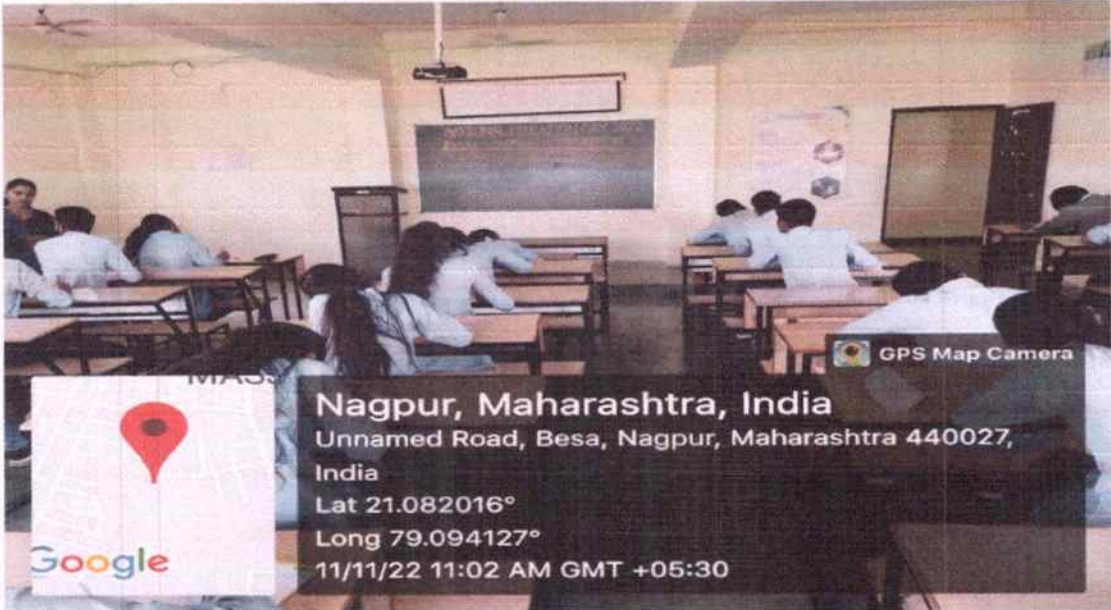 GPS Map Camera
MASS
Nagpur, Maharashtra, India
Unnamed Road, Besa, Nagpur, Maharashtra 440027,
India
Lat 21.082016°
Long 79.094127°
11/11/22 11:02 AM GMT +05:30
Google